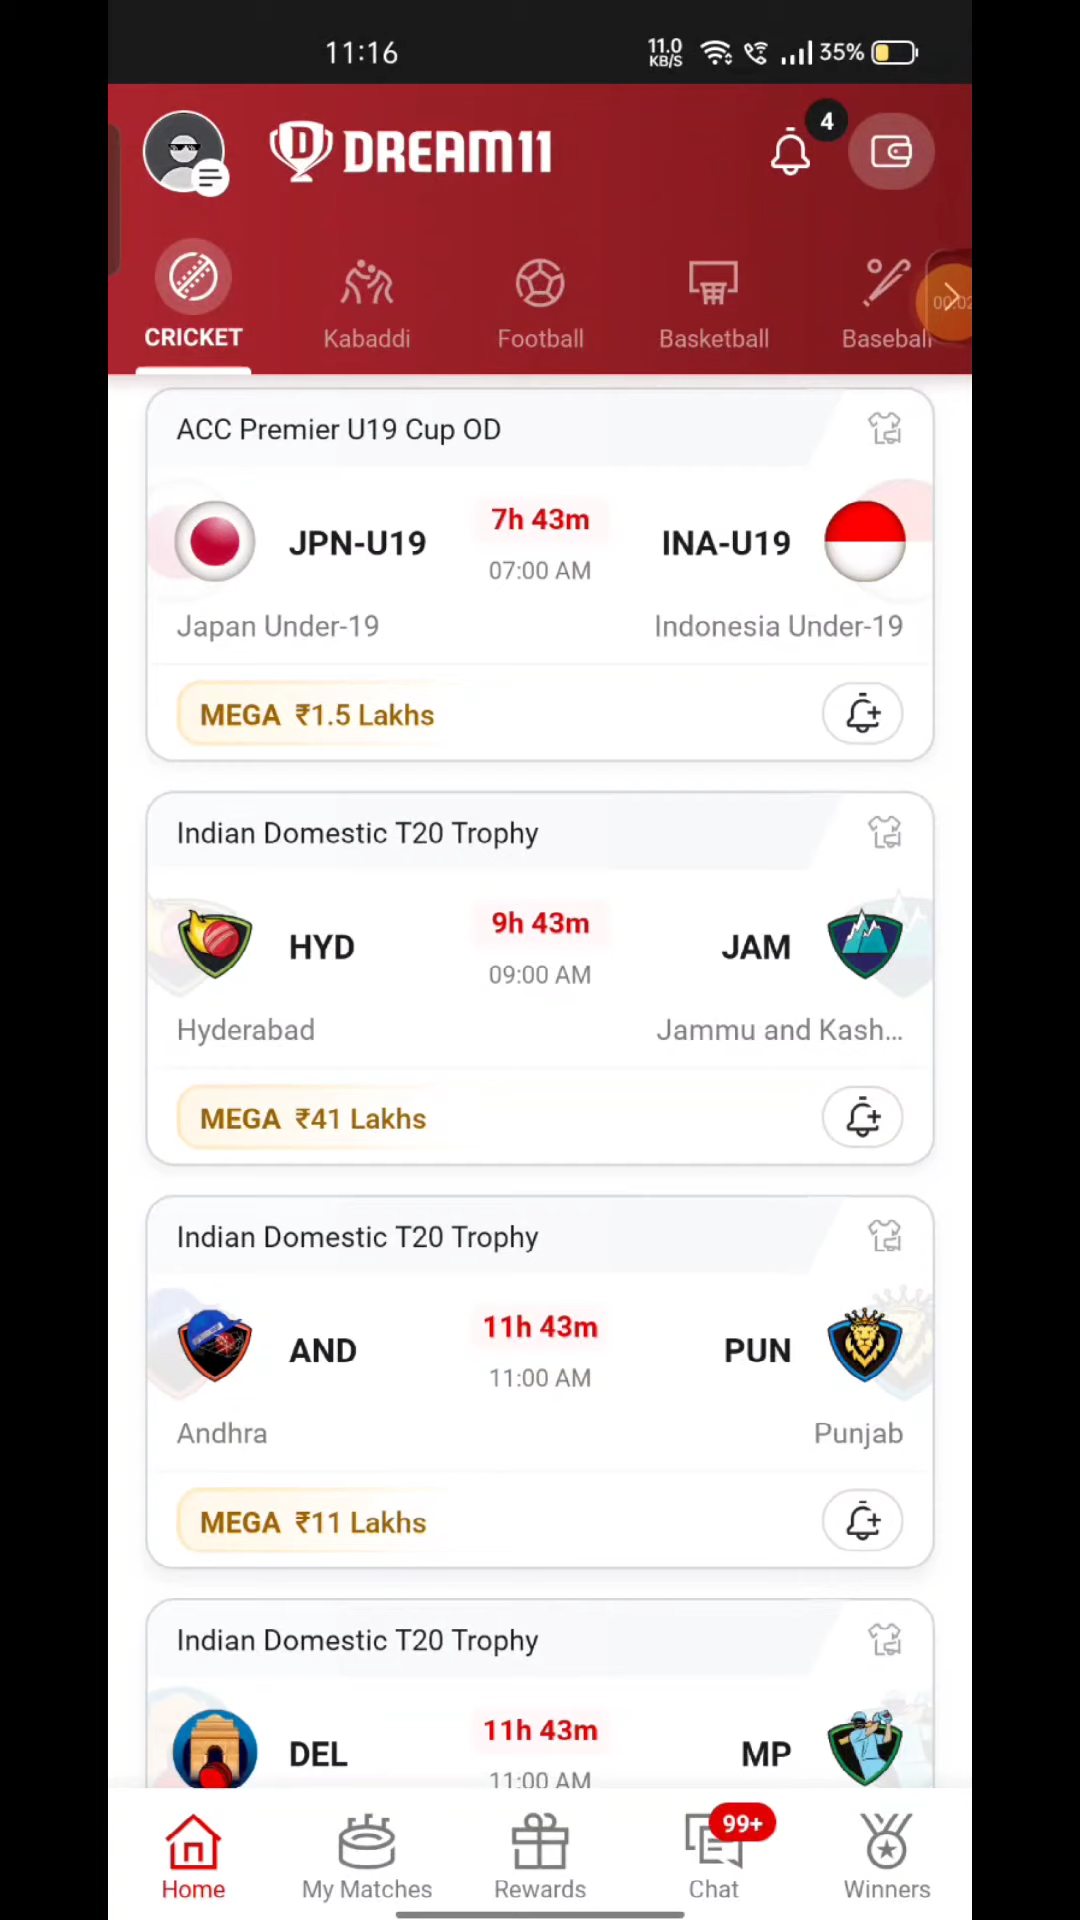 11:16
11.0 KB/S
35%
DREAM11
4
CRICKET
Kabaddi
Football
Basketball
Baseball
00:02
ACC Premier U19 Cup OD
JPN-U19
7h 43m
07:00 AM
INA-U19
Japan Under-19
Indonesia Under-19
MEGA ₹1.5 Lakhs
Indian Domestic T20 Trophy
HYD
9h 43m
09:00 AM
JAM
Hyderabad
Jammu and Kash...
MEGA ₹41 Lakhs
Indian Domestic T20 Trophy
AND
11h 43m
11:00 AM
PUN
Andhra
Punjab
MEGA ₹11 Lakhs
Indian Domestic T20 Trophy
DEL
11h 43m
11:00 AM
MP
99+
Home
My Matches
Rewards
Chat
Winners